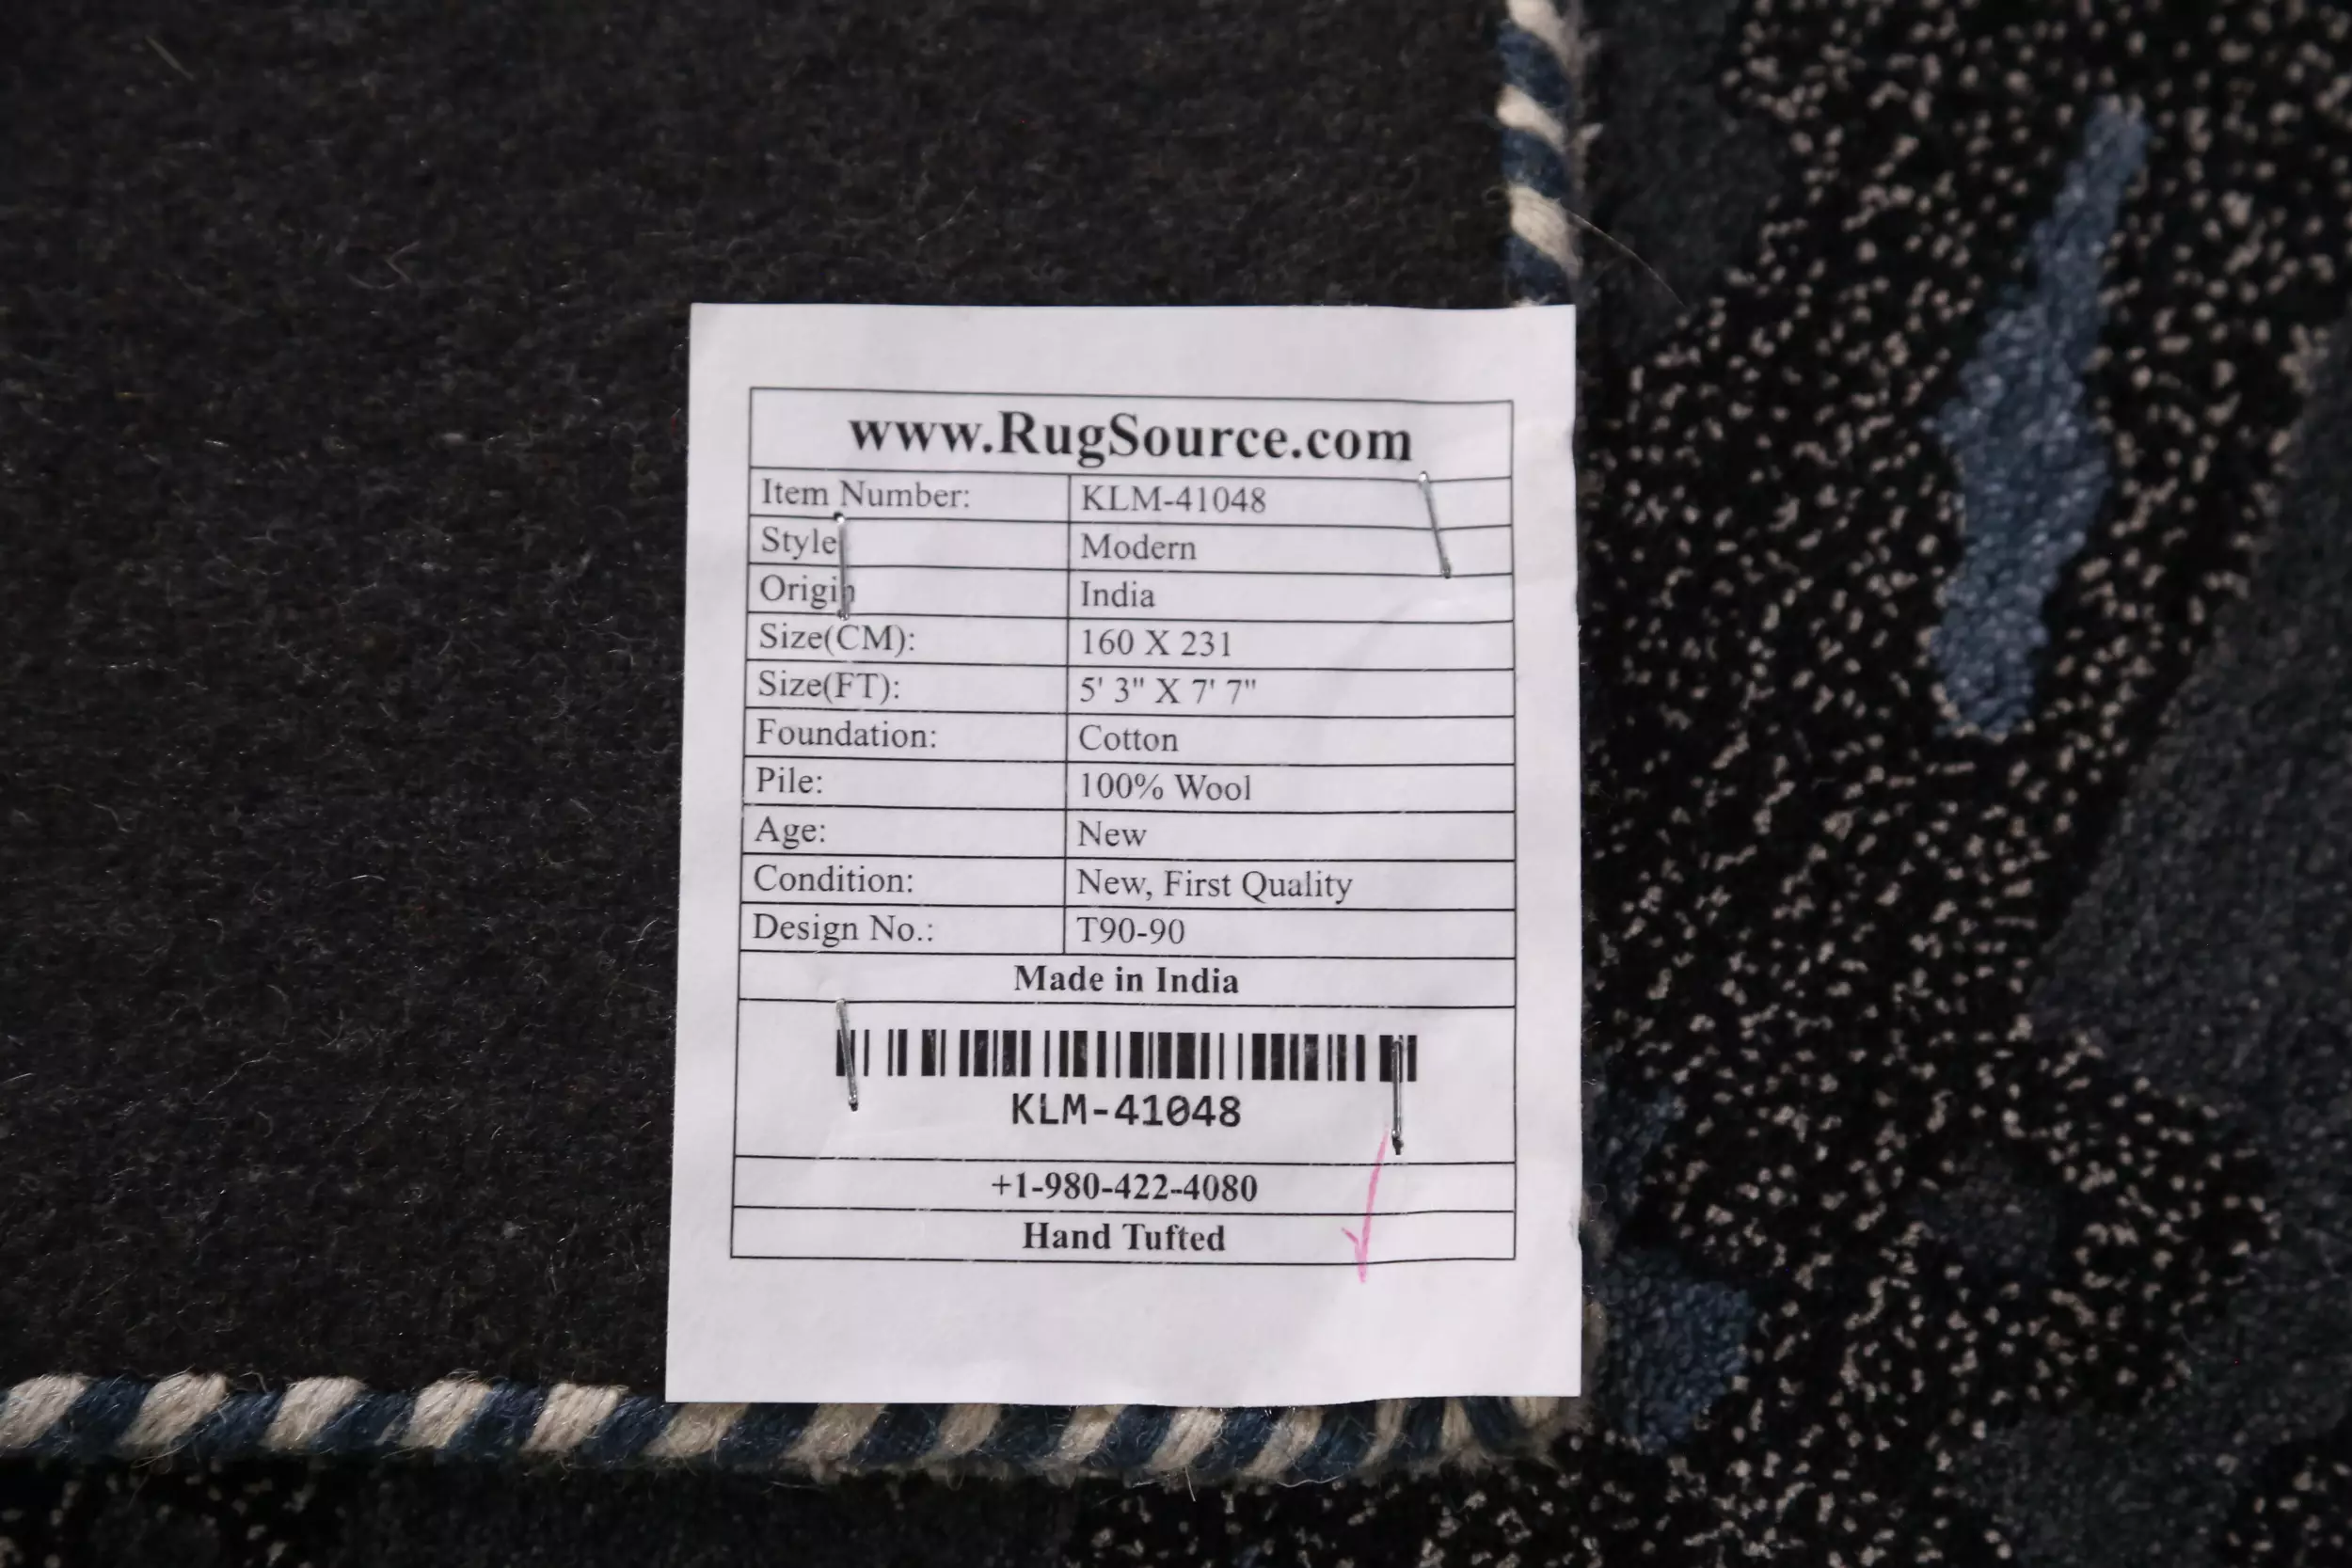 www.RugSource.com
Item Number: KLM-41048
Style Modern
Origin India
Size(CM): 160 X 231
Size(FT): 5' 3" X 7' 7"
Foundation: Cotton
Pile: 100% Wool
Age: New
Condition: New, First Quality
Design No.: T90-90
Made in India
KLM-41048
+1-980-422-4080
Hand Tufted